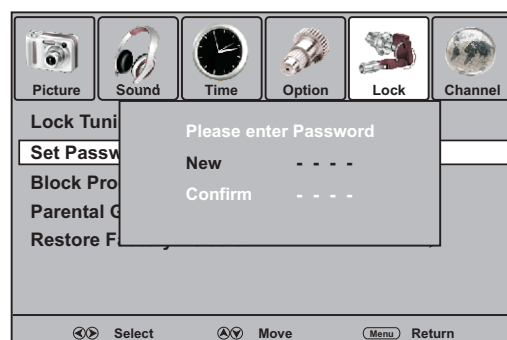 Picture Sound Time Option Lock Channel
Lock Tuni
Set Passw
Block Pro
Parental G
Restore F
Please enter Password
New - - - -
Confirm - - - -
Select Move Menu Return